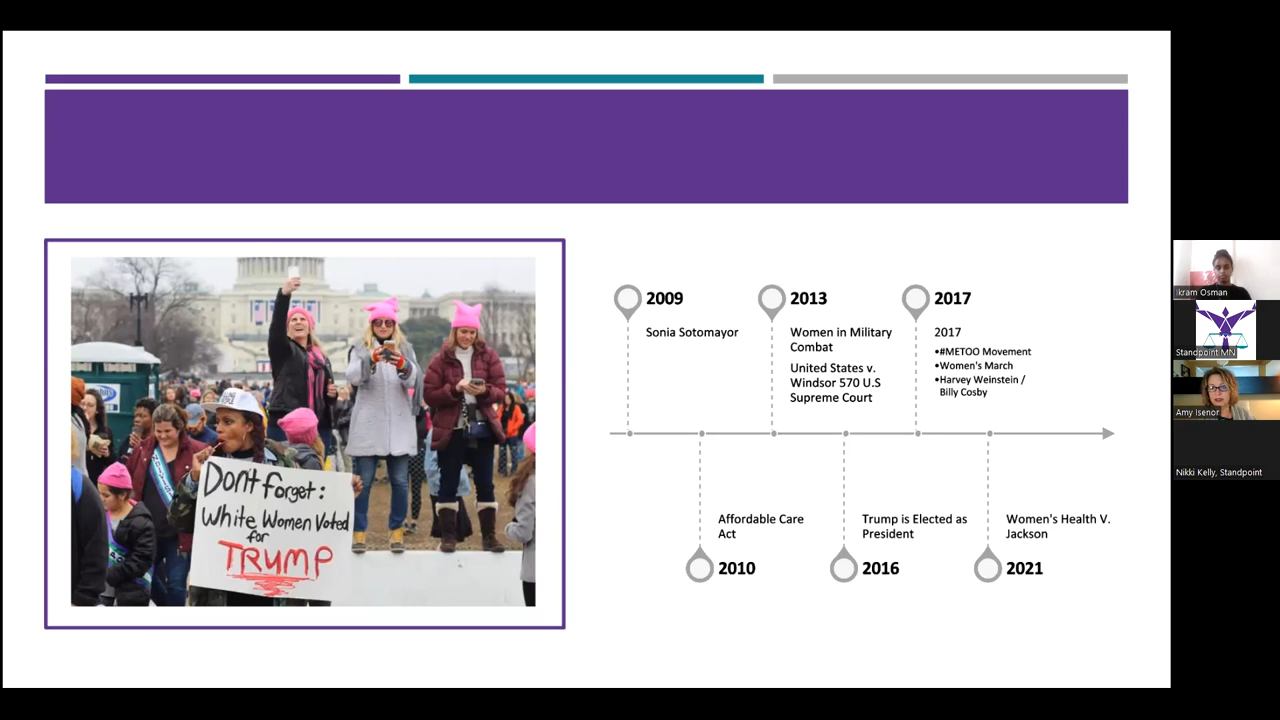 Don't forget:
White Women Voted
for
TRUMP
2009
Sonia Sotomayor
2013
Women in Military
Combat
United States v.
Windsor 570 U.S
Supreme Court
2017
2017
•#METOO Movement
•Women's March
•Harvey Weinstein /
Billy Cosby
Affordable Care
Act
2010
Trump is Elected as
President
2016
Women's Health V.
Jackson
2021
Ikram Osman
Standpoint MN
Amy Isenor
Nikki Kelly, Standpoint